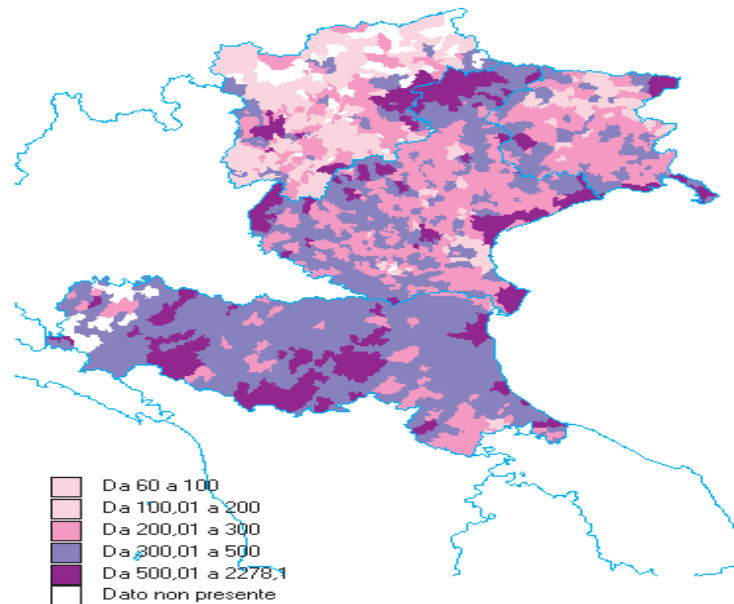 Da 60 a 100
Da 100,01 a 200
Da 200,01 a 300
Da 300,01 a 500
Da 500,01 a 2278,1
Dato non presente